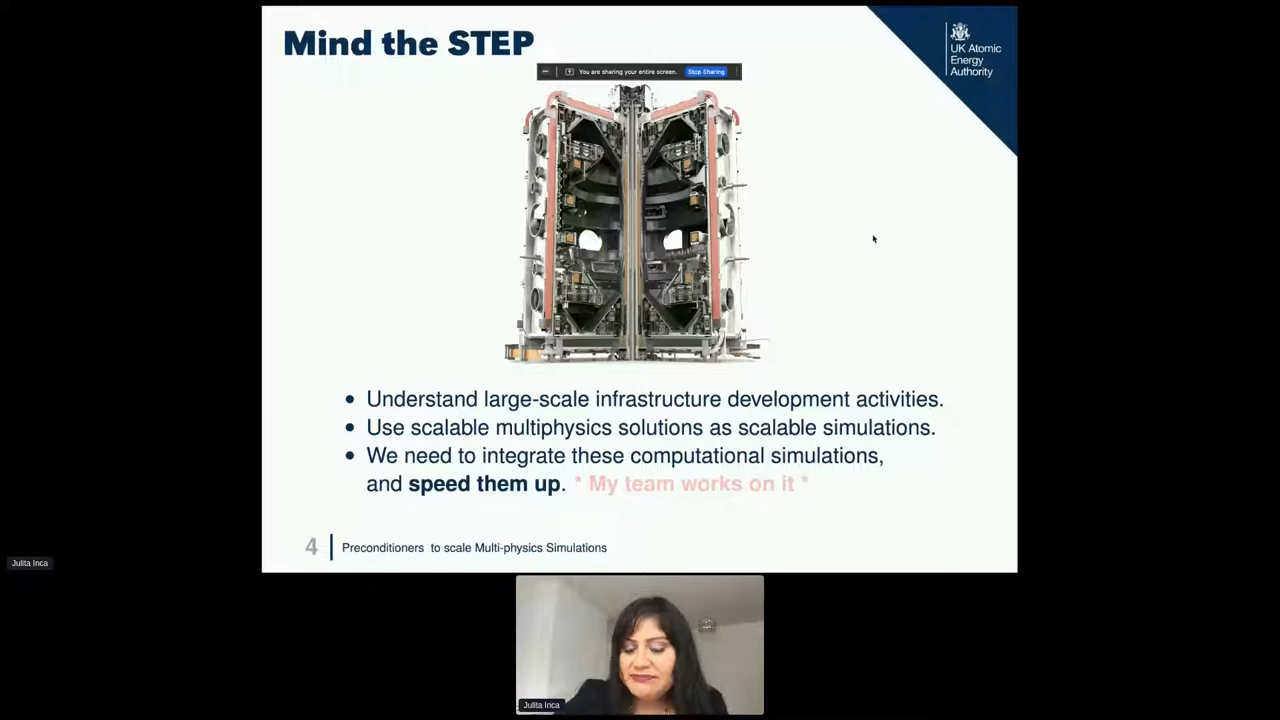 Mind the STEP
UK Atomic
Energy
Authority
You are sharing your entire screen.
Stop Sharing
Understand large-scale infrastructure development activities.
Use scalable multiphysics solutions as scalable simulations.
We need to integrate these computational simulations,
and speed them up. * My team works on it *
4
Preconditioners to scale Multi-physics Simulations
Julita Inca
Julita Inca